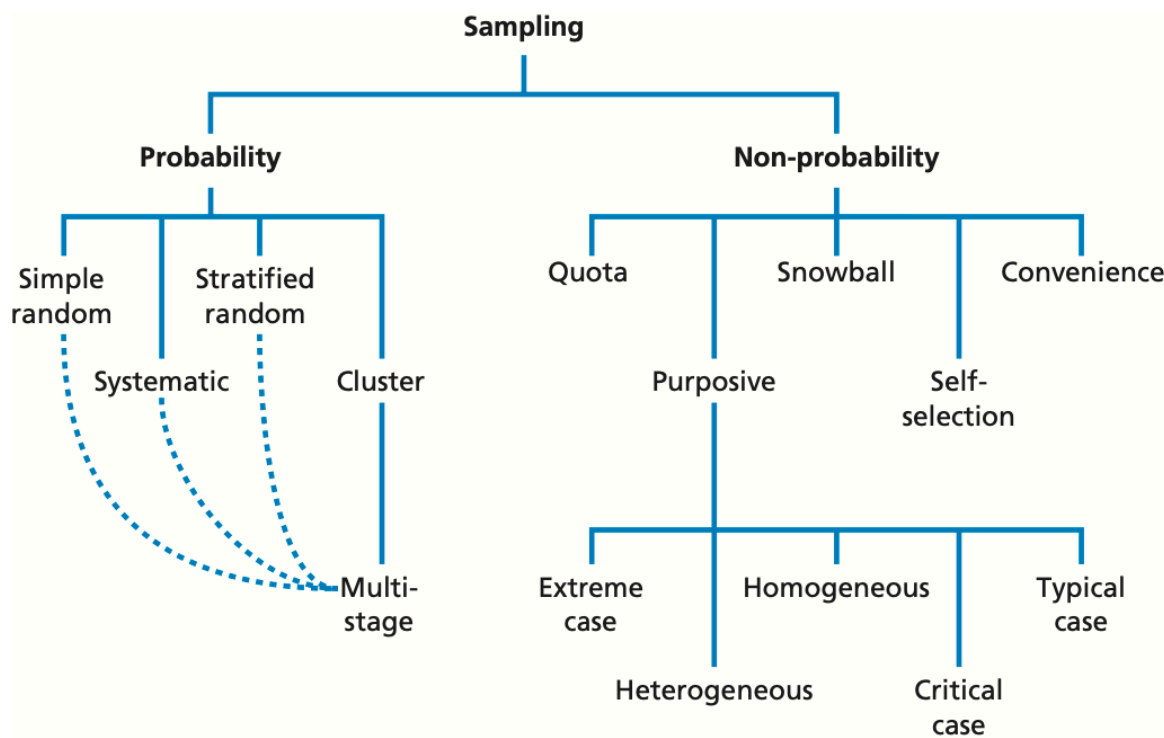 Sampling
Probability
Non-probability
Simple
random
Stratified
random
Quota
Snowball
Convenience
Systematic
Cluster
Purposive
Self-
selection
Multi-
stage
Extreme
case
Homogeneous
Typical
case
Heterogeneous
Critical
case